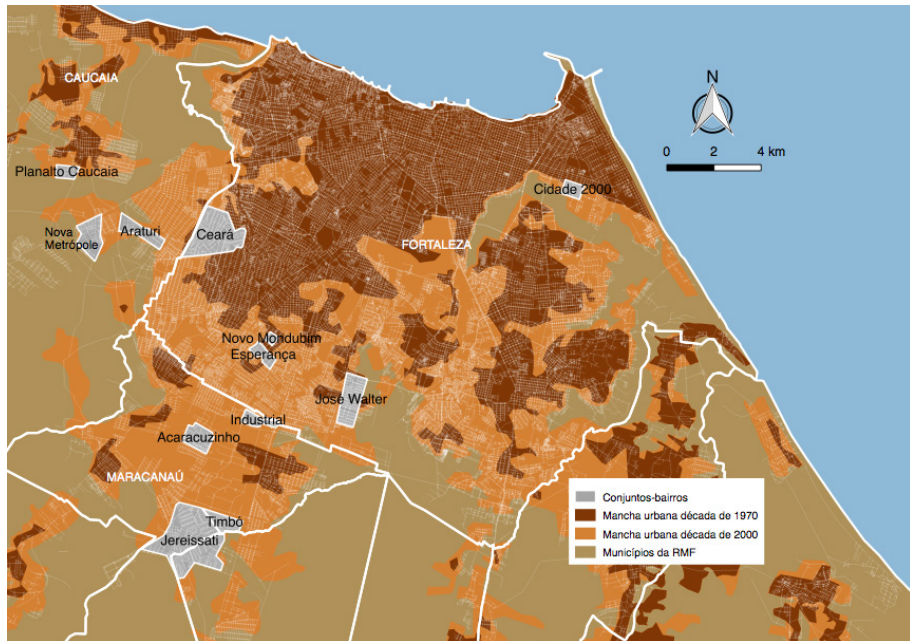 CAUCAIA
N
0 2 4 km
Planalto Caucaia
Cidade 2000
Nova
Metrópole
Araturi
Ceará
FORTALEZA
Novo Mondubim
Esperança
José Walter
Industrial
Acaracuzinho
MARACANAÚ
Timbó
Jereissati
Conjuntos-bairros
Mancha urbana década de 1970
Mancha urbana década de 2000
Municípios da RMF